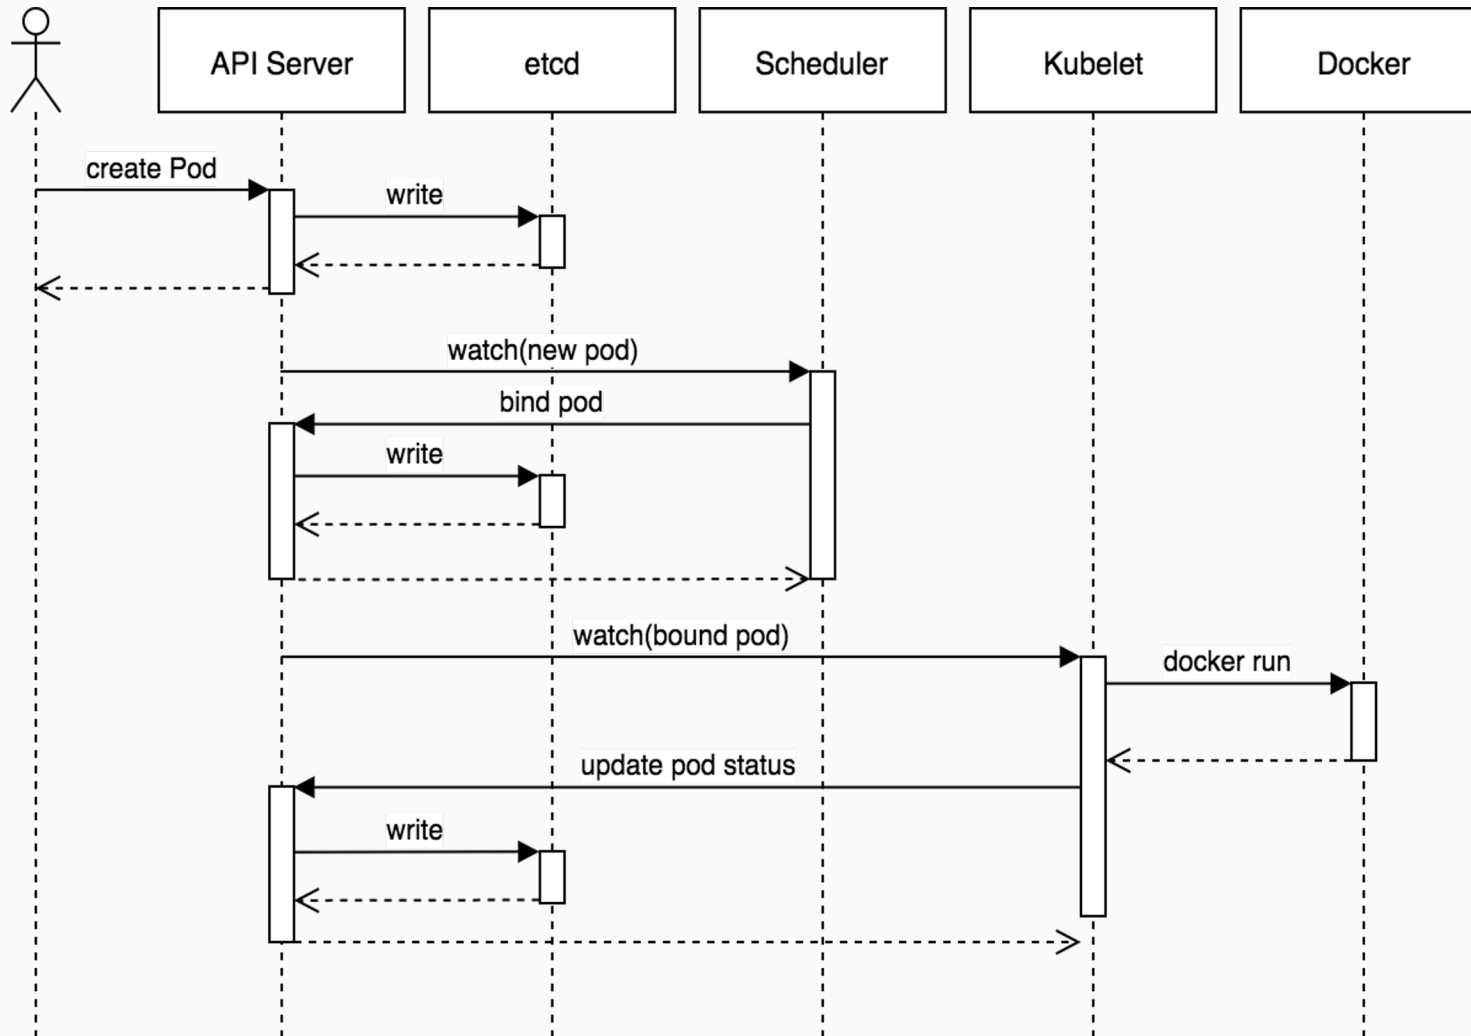 API Server
etcd
Scheduler
Kubelet
Docker
create Pod
write
watch(new pod)
bind pod
write
watch(bound pod)
docker run
update pod status
write